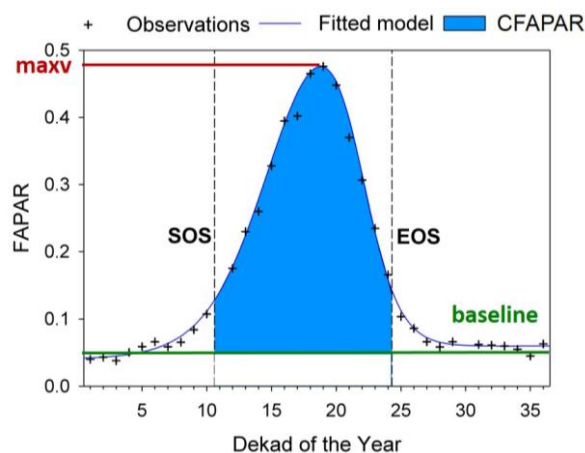 Observations Fitted model CFAPAR
0.5
maxv
0.4
0.3
FAPAR
SOS EOS
0.2
baseline
0.1
0.0
5 10 15 20 25 30 35
Dekad of the Year